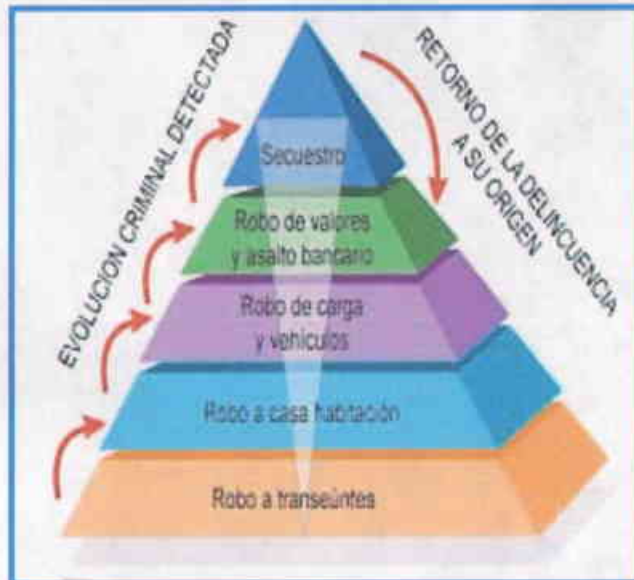 EVOLUCION CRIMINAL DETECTADA
RETORNO DE LA DELINCUENCIA
A SU ORIGEN
Secuestro
Robo de valores
y asalto bancario
Robo de carga
y vehículos
Robo a casa habitación
Robo a transeúntes